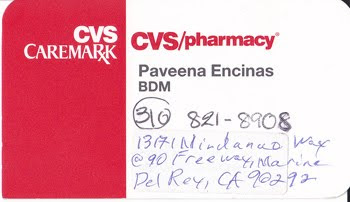 CVS
CAREMARK
CVS/pharmacy®
Paveena Encinas
BDM
310 821-8908
13171 Mindanao Way
@ 90 Freeway, Marina
Del Rey, CA 90292